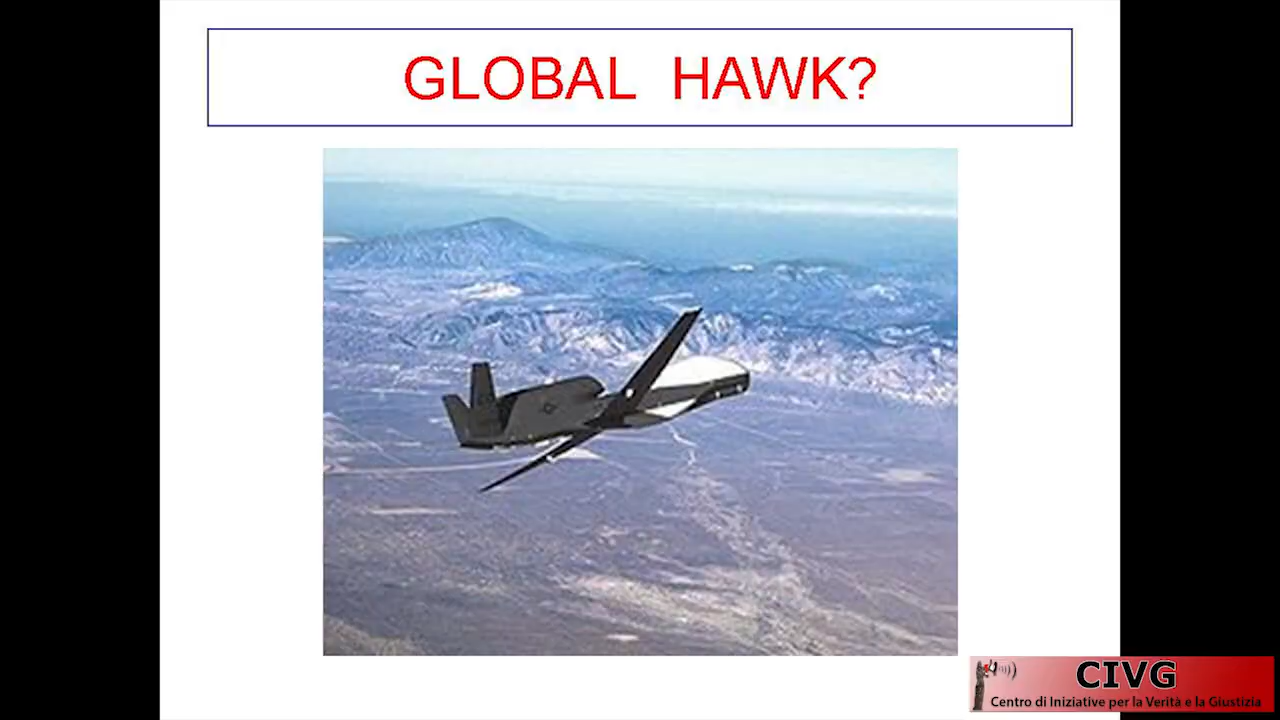 GLOBAL HAWK?
CIVG
Centro di Iniziative per la Verità e la Giustizia